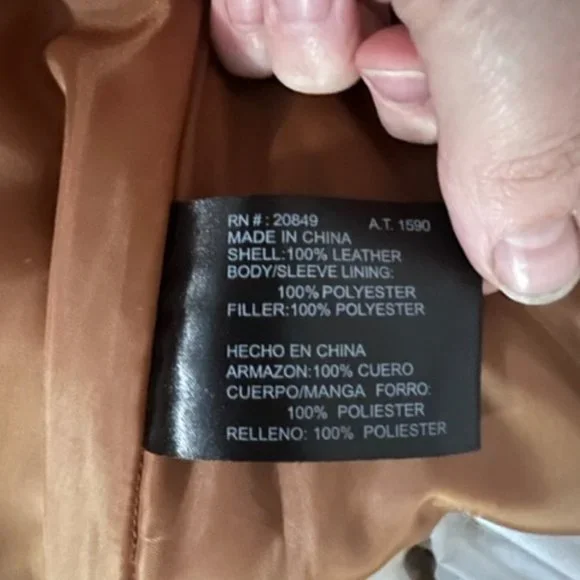 RN # : 20849 A.T. 1590
MADE IN CHINA
SHELL:100% LEATHER
BODY/SLEEVE LINING:
100% POLYESTER
FILLER:100% POLYESTER
HECHO EN CHINA
ARMAZON:100% CUERO
CUERPO/MANGA FORRO:
100% POLIESTER
RELLENO: 100% POLIESTER